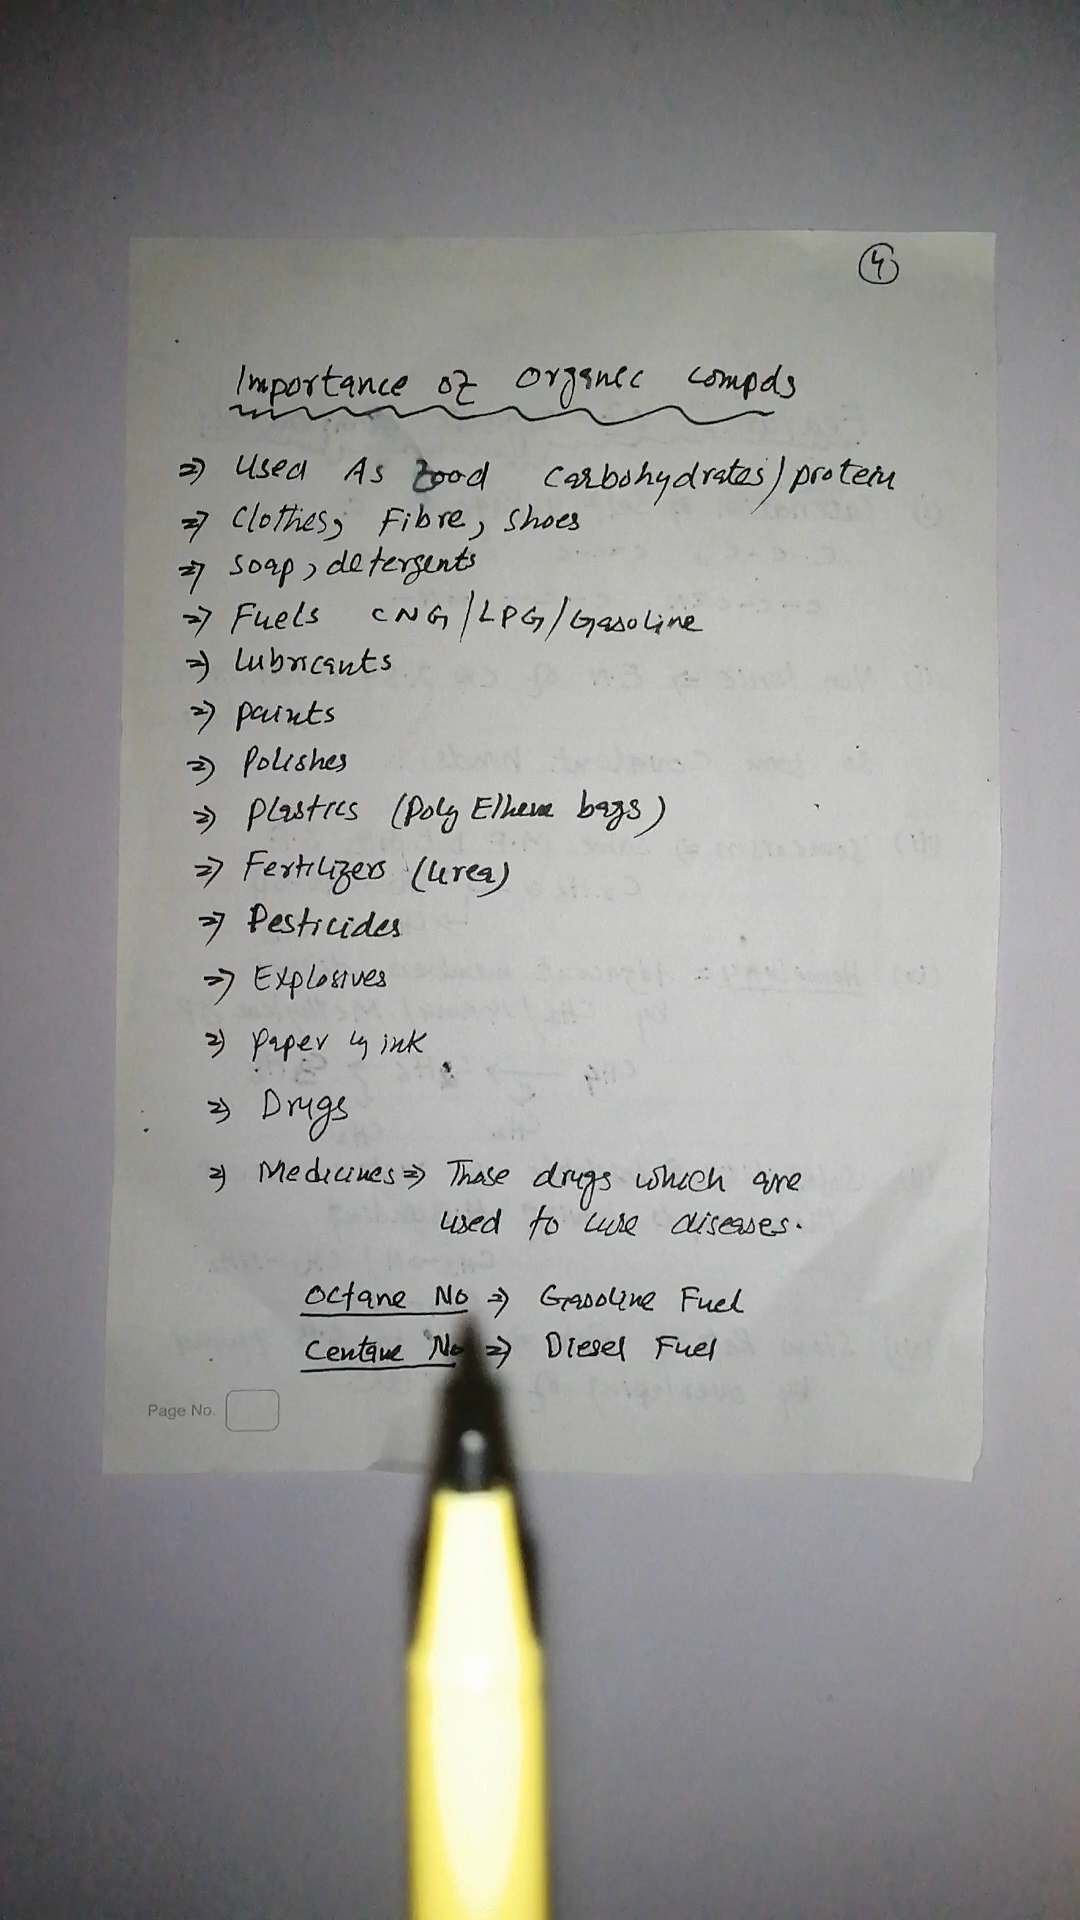 4
Importance of organic compds
⇒ Used As food Carbohydrates/protein
⇒ Clothes, Fibre, shoes
⇒ soap, detergents
⇒ Fuels CNG/LPG/Gasoline
⇒ lubricants
⇒ paints
⇒ Polishes
⇒ Plastics (Poly Ethene bags)
⇒ Fertilizers (Urea)
⇒ Pesticides
⇒ Explosives
⇒ Paper & ink
⇒ Drugs
⇒ Medicines ⇒ Those drugs which are
used to cure diseases.
Octane No ⇒ Gasoline Fuel
Centane No ⇒ Diesel Fuel
Page No.